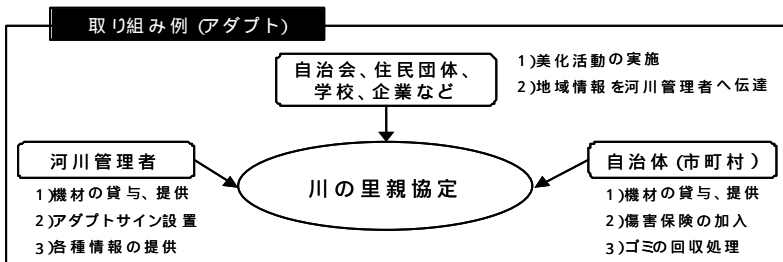 取り組み例(アダプト)
自治会、住民団体、
学校、企業など
1)美化活動の実施
2)地域情報を河川管理者へ伝達
河川管理者
1)機材の貸与、提供
2)アダプトサイン設置
3)各種情報の提供
川の里親協定
自治体(市町村)
1)機材の貸与、提供
2)傷害保険の加入
3)ゴミの回収処理